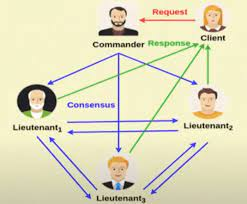 Request
Commander
Client
Response
Consensus
Lieutenant1
Lieutenant2
Lieutenant3